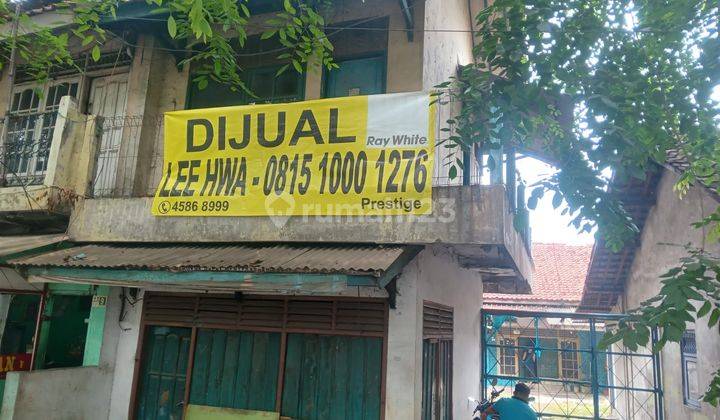 DIJUAL
Ray White
LEE HWA - 0815 1000 1276
4586 8999
Prestige
rumah123